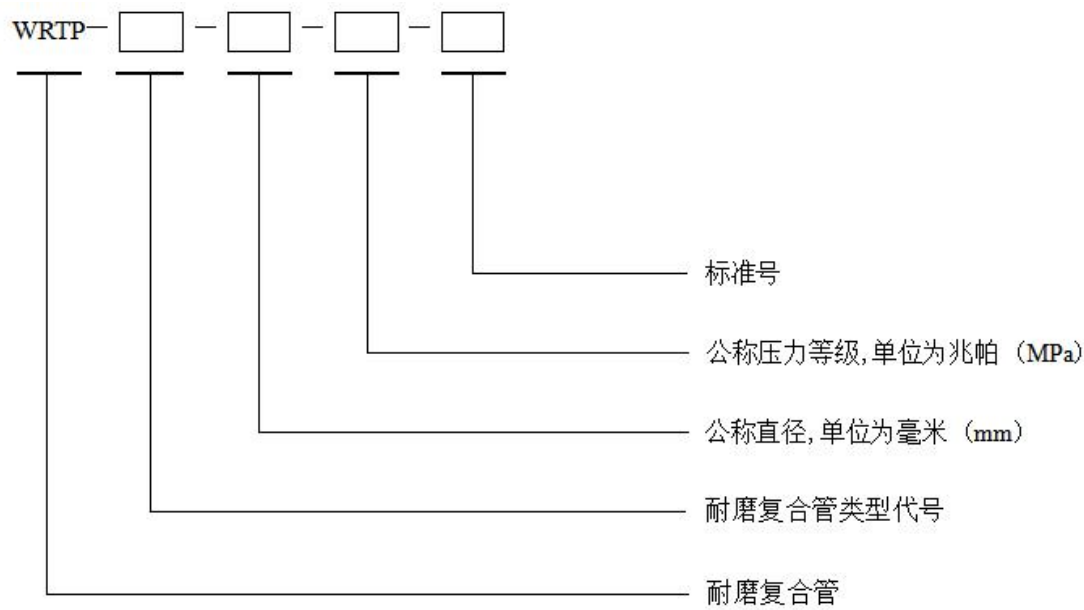 WRTP— — — —
标准号
公称压力等级,单位为兆帕（MPa）
公称直径,单位为毫米（mm）
耐磨复合管类型代号
耐磨复合管